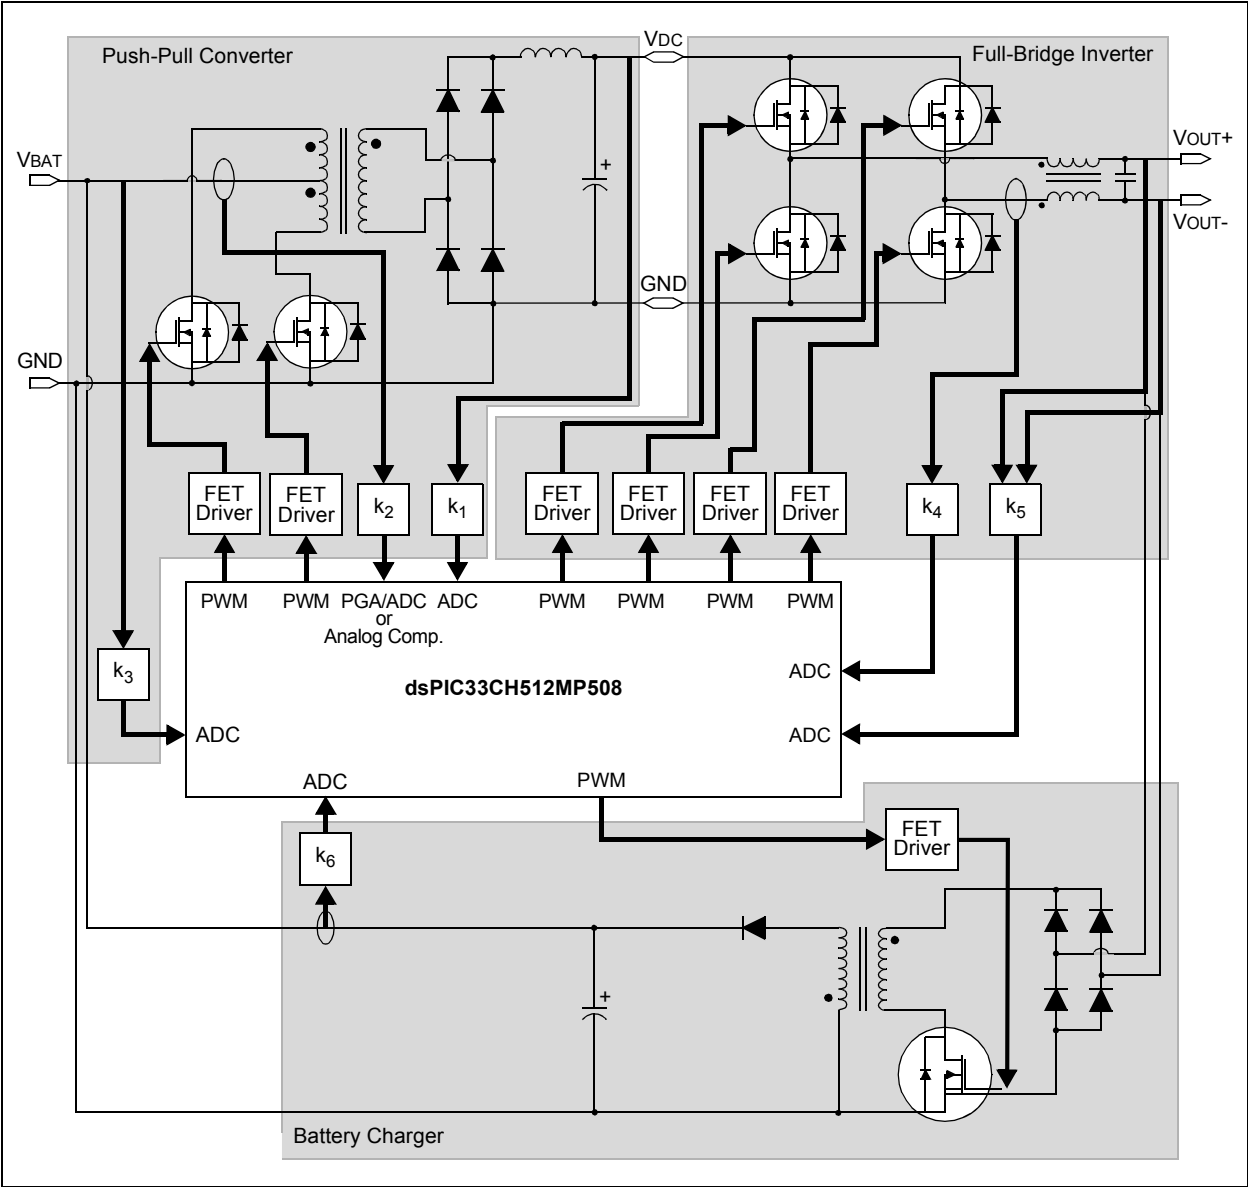 Push-Pull Converter
VDC
Full-Bridge Inverter
VOUT+
VBAT
+
VOUT-
GND
GND
FET
Driver
FET
Driver
k2
k1
FET
Driver
FET
Driver
FET
Driver
FET
Driver
k4
k5
PWM
PWM
PGA/ADC
or
Analog Comp.
ADC
PWM
PWM
PWM
PWM
k3
ADC
dsPIC33CH512MP508
ADC
ADC
ADC
PWM
k6
FET
Driver
+
Battery Charger